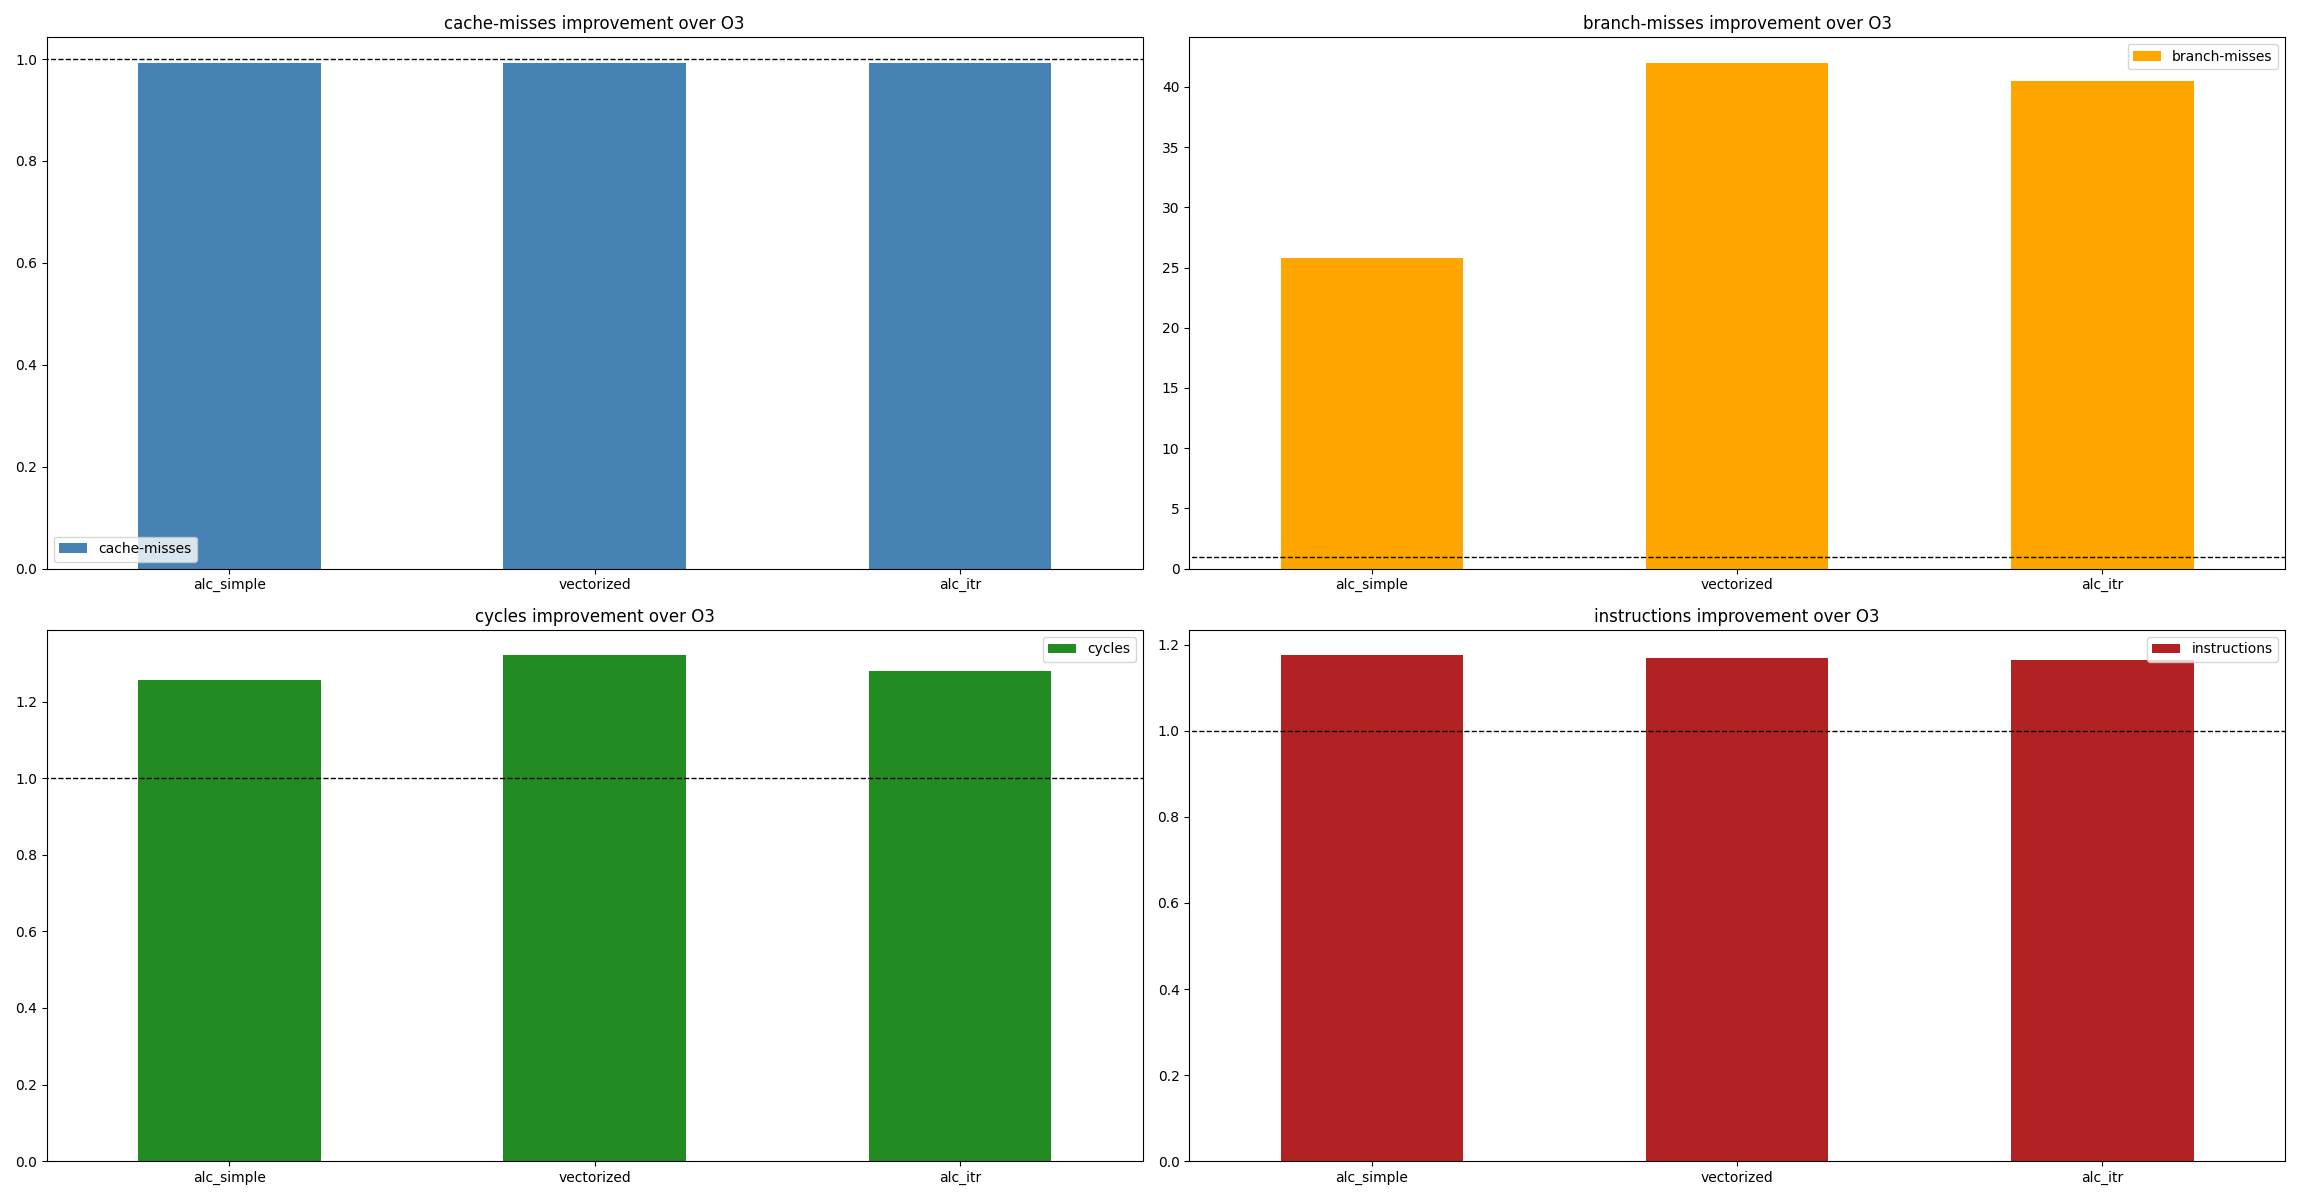 cache-misses improvement over O3
1.0
0.8
0.6
0.4
0.2
0.0
cache-misses
alc_simple vectorized alc_itr
branch-misses improvement over O3
branch-misses
40
35
30
25
20
15
10
5
0
alc_simple vectorized alc_itr
cycles improvement over O3
cycles
1.2
1.0
0.8
0.6
0.4
0.2
0.0
alc_simple vectorized alc_itr
instructions improvement over O3
instructions
1.2
1.0
0.8
0.6
0.4
0.2
0.0
alc_simple vectorized alc_itr